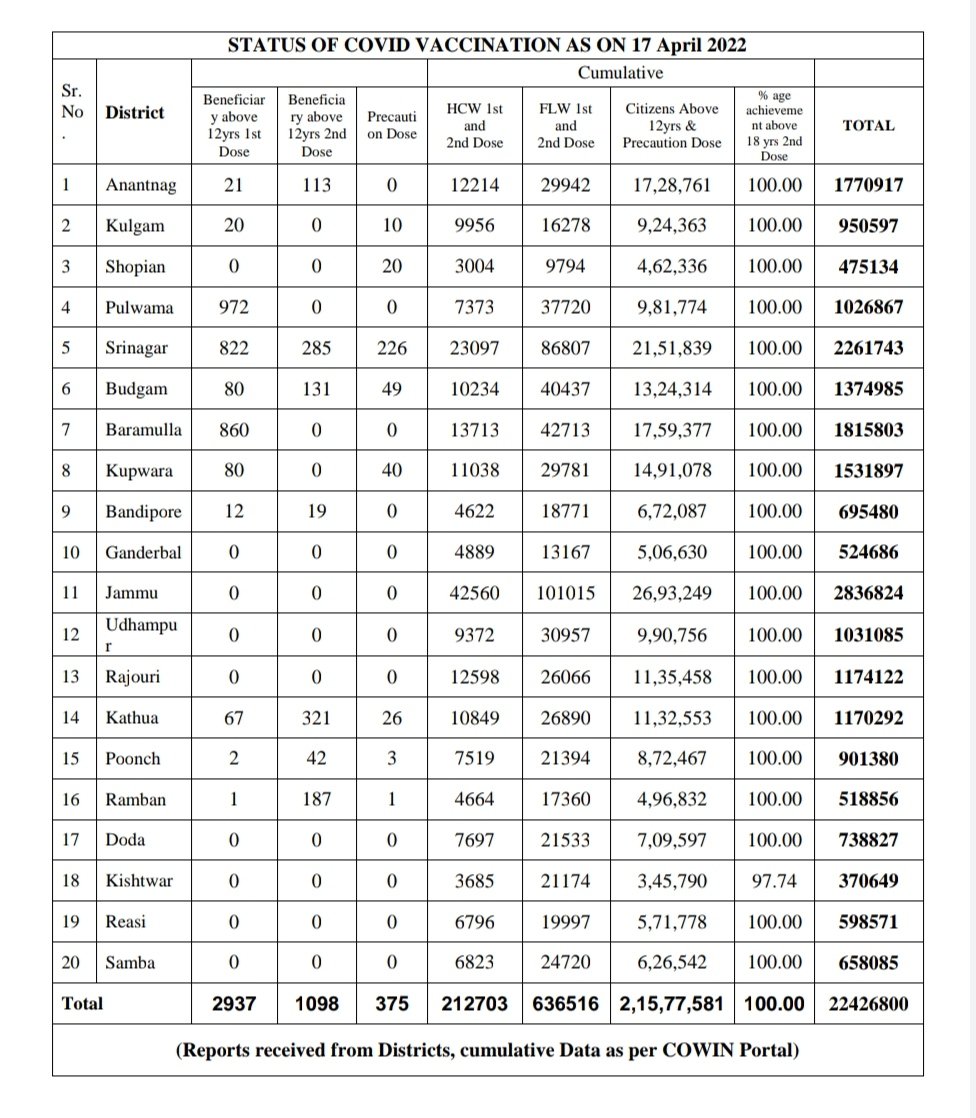 STATUS OF COVID VACCINATION AS ON 17 April 2022
Cumulative
Sr. No . District Beneficiar y above 12yrs 1st Dose Beneficia ry above 12yrs 2nd Dose Precauti on Dose HCW 1st and 2nd Dose FLW 1st and 2nd Dose Citizens Above 12yrs & Precaution Dose % age achieveme nt above 18 yrs 2nd Dose TOTAL
1 Anantnag 21 113 0 12214 29942 17,28,761 100.00 1770917
2 Kulgam 20 0 10 9956 16278 9,24,363 100.00 950597
3 Shopian 0 0 20 3004 9794 4,62,336 100.00 475134
4 Pulwama 972 0 0 7373 37720 9,81,774 100.00 1026867
5 Srinagar 822 285 226 23097 86807 21,51,839 100.00 2261743
6 Budgam 80 131 49 10234 40437 13,24,314 100.00 1374985
7 Baramulla 860 0 0 13713 42713 17,59,377 100.00 1815803
8 Kupwara 80 0 40 11038 29781 14,91,078 100.00 1531897
9 Bandipore 12 19 0 4622 18771 6,72,087 100.00 695480
10 Ganderbal 0 0 0 4889 13167 5,06,630 100.00 524686
11 Jammu 0 0 0 42560 101015 26,93,249 100.00 2836824
12 Udhampu r 0 0 0 9372 30957 9,90,756 100.00 1031085
13 Rajouri 0 0 0 12598 26066 11,35,458 100.00 1174122
14 Kathua 67 321 26 10849 26890 11,32,553 100.00 1170292
15 Poonch 2 42 3 7519 21394 8,72,467 100.00 901380
16 Ramban 1 187 1 4664 17360 4,96,832 100.00 518856
17 Doda 0 0 0 7697 21533 7,09,597 100.00 738827
18 Kishtwar 0 0 0 3685 21174 3,45,790 97.74 370649
19 Reasi 0 0 0 6796 19997 5,71,778 100.00 598571
20 Samba 0 0 0 6823 24720 6,26,542 100.00 658085
Total 2937 1098 375 212703 636516 2,15,77,581 100.00 22426800
(Reports received from Districts, cumulative Data as per COWIN Portal)